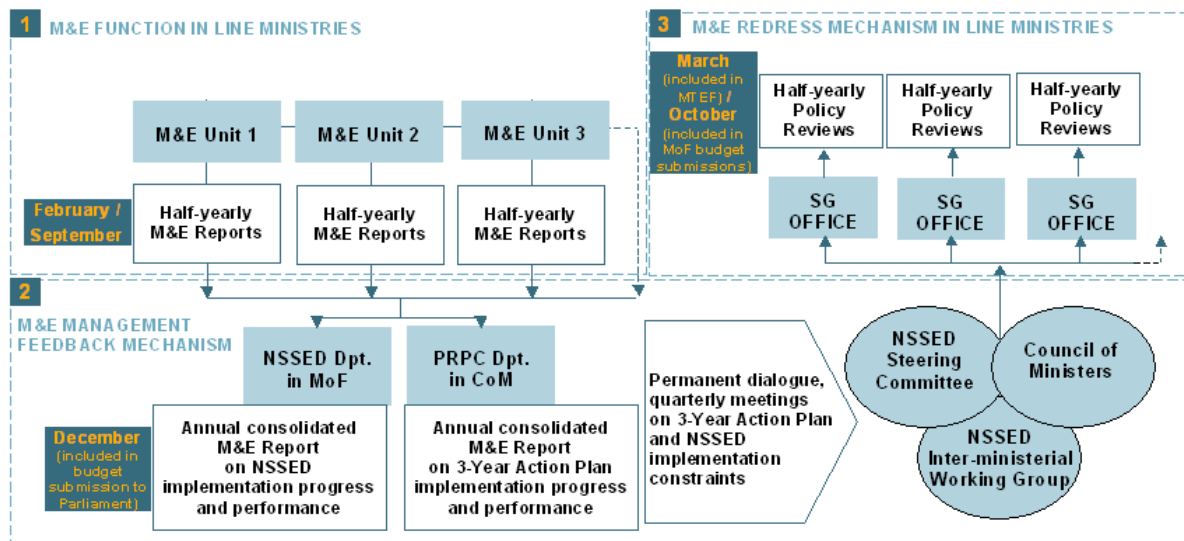 1 M&E FUNCTION IN LINE MINISTRIES
M&E Unit 1
M&E Unit 2
M&E Unit 3
February /
September
Half-yearly
M&E Reports
Half-yearly
M&E Reports
Half-yearly
M&E Reports
2
M&E MANAGEMENT
FEEDBACK MECHANISM
NSSED Dpt.
in MoF
PRPC Dpt.
in CoM
December
(included in
budget
submission to
Parliament)
Annual consolidated
M&E Report
on NSSED
implementation progress
and performance
Annual consolidated
M&E Report
on 3-Year Action Plan
implementation progress
and performance
Permanent dialogue,
quarterly meetings
on 3-Year Action Plan
and NSSED
implementation
constraints
NSSED
Steering
Committee
Council of
Ministers
NSSED
Inter-ministerial
Working Group
3 M&E REDRESS MECHANISM IN LINE MINISTRIES
March
(included in
MTEF) /
October
(included in
MoF budget
submissions)
Half-yearly
Policy
Reviews
Half-yearly
Policy
Reviews
Half-yearly
Policy
Reviews
SG
OFFICE
SG
OFFICE
SG
OFFICE